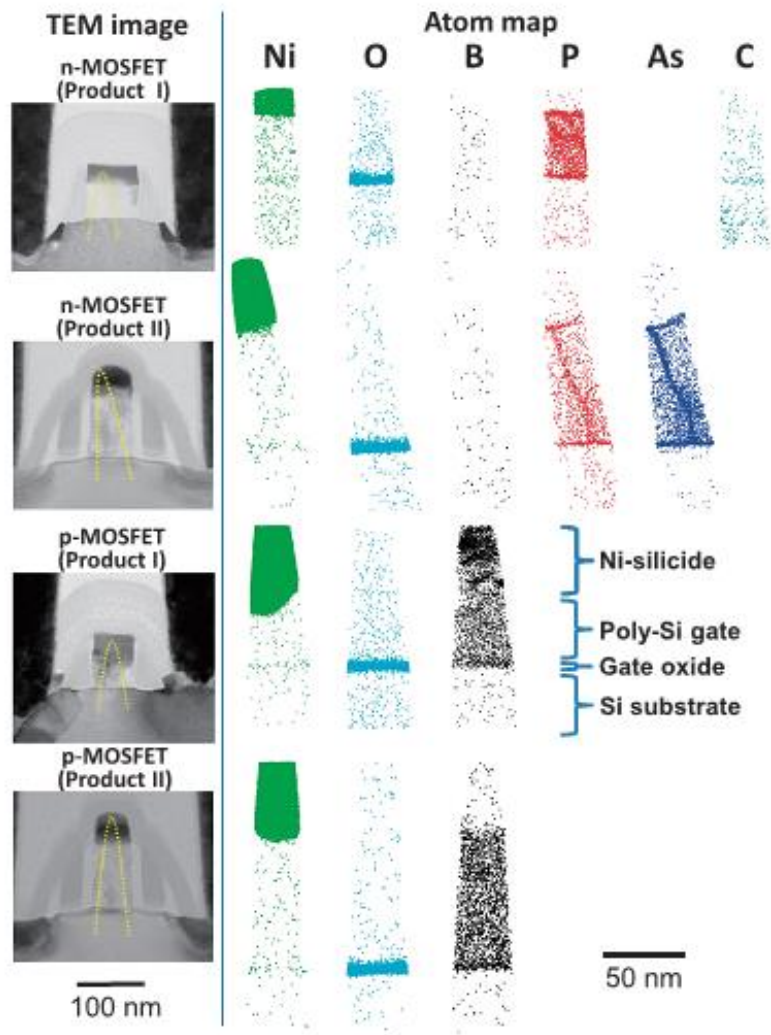 TEM image
Atom map
Ni O B P As C
n-MOSFET
(Product I)
n-MOSFET
(Product II)
p-MOSFET
(Product I)
Ni-silicide
Poly-Si gate
Gate oxide
Si substrate
p-MOSFET
(Product II)
100 nm
50 nm